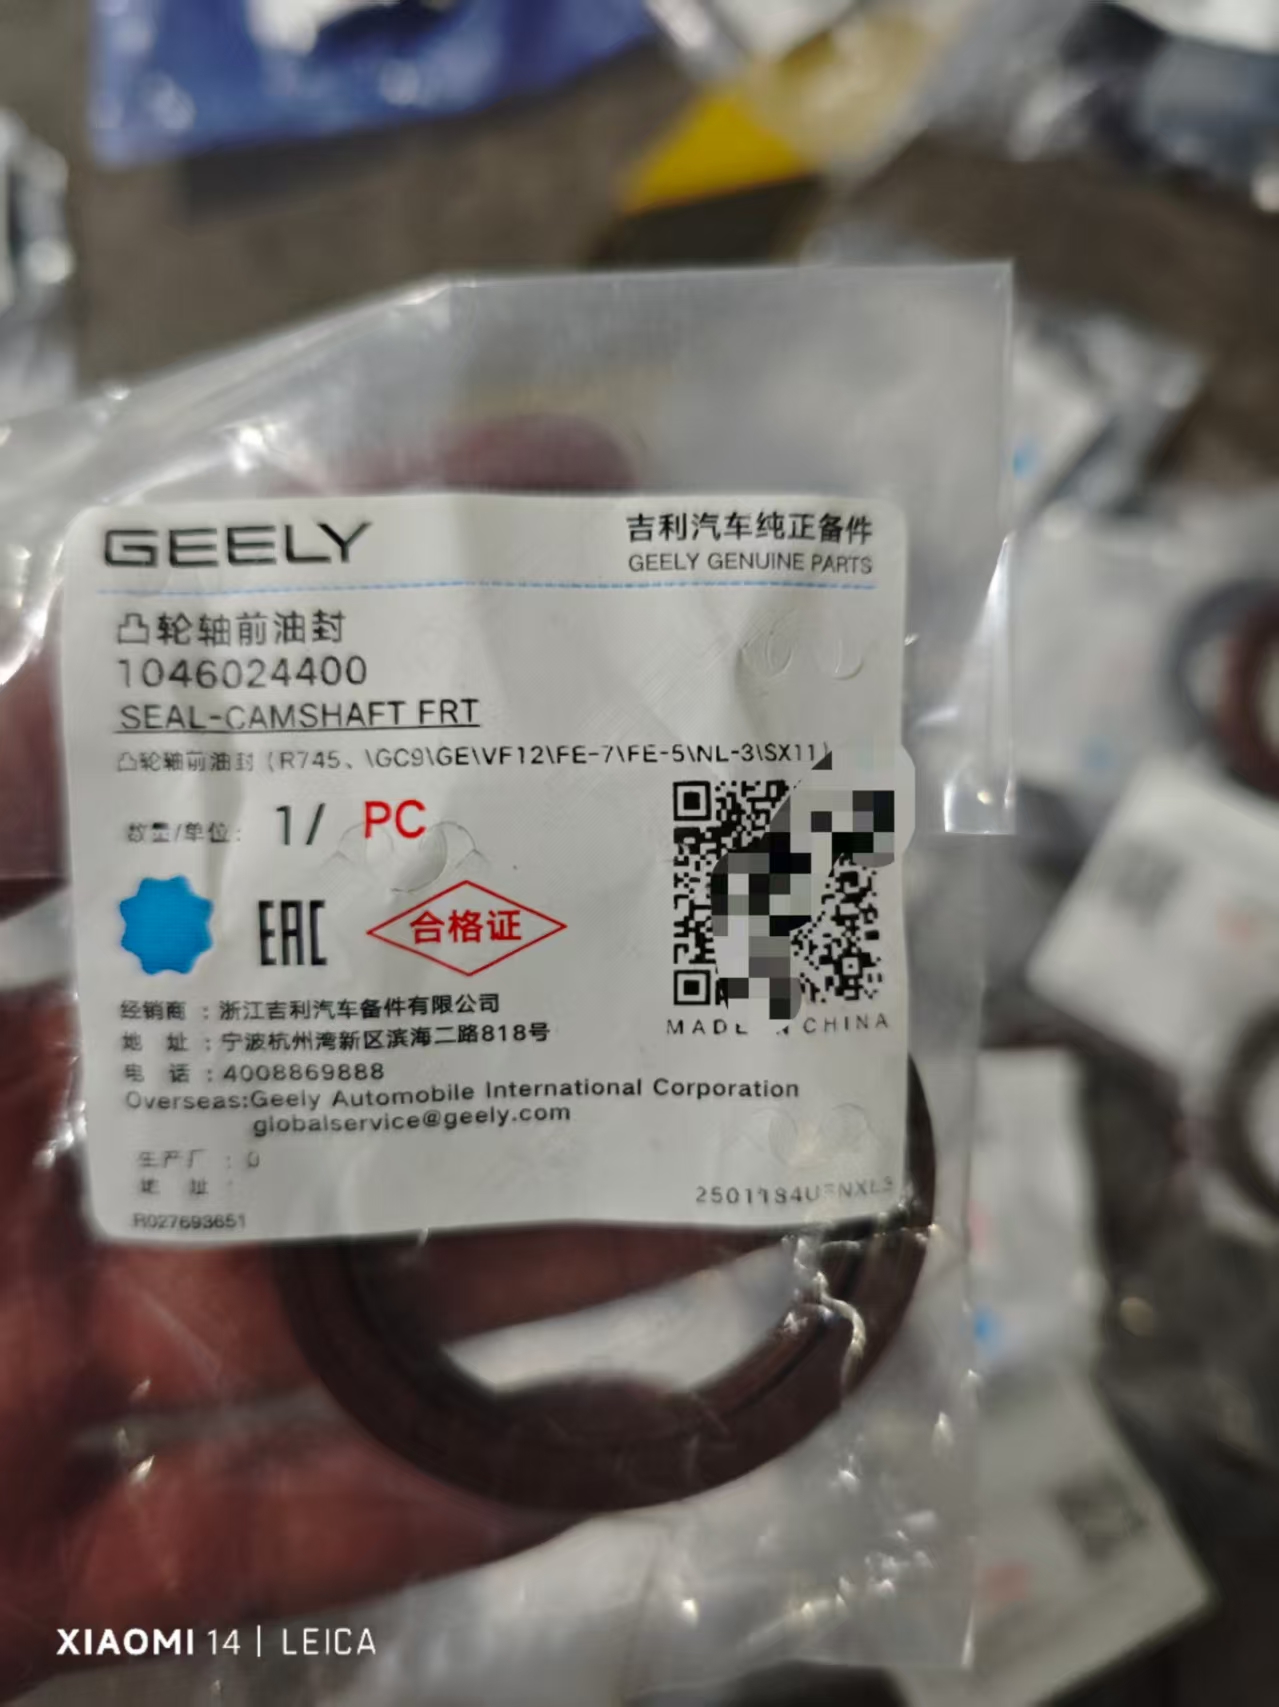 GEELY
吉利汽车纯正备件
GEELY GENUINE PARTS
凸轮轴前油封
1046024400
SEAL-CAMSHAFT FRT
凸轮轴前油封(R745、\GC9\GE\VF12\FE-7\FE-5\NL-3\SX11)
数量/单位: 1/ PC
EAC
合格证
MADE CHINA
经销商 :浙江吉利汽车备件有限公司
地 址 :宁波杭州湾新区滨海二路818号
电 话 :4008869888
Overseas:Geely Automobile International Corporation
globalservice@geely.com
生产厂 : 0
地 址 :
R027693651
XIAOMI 14 | LEICA